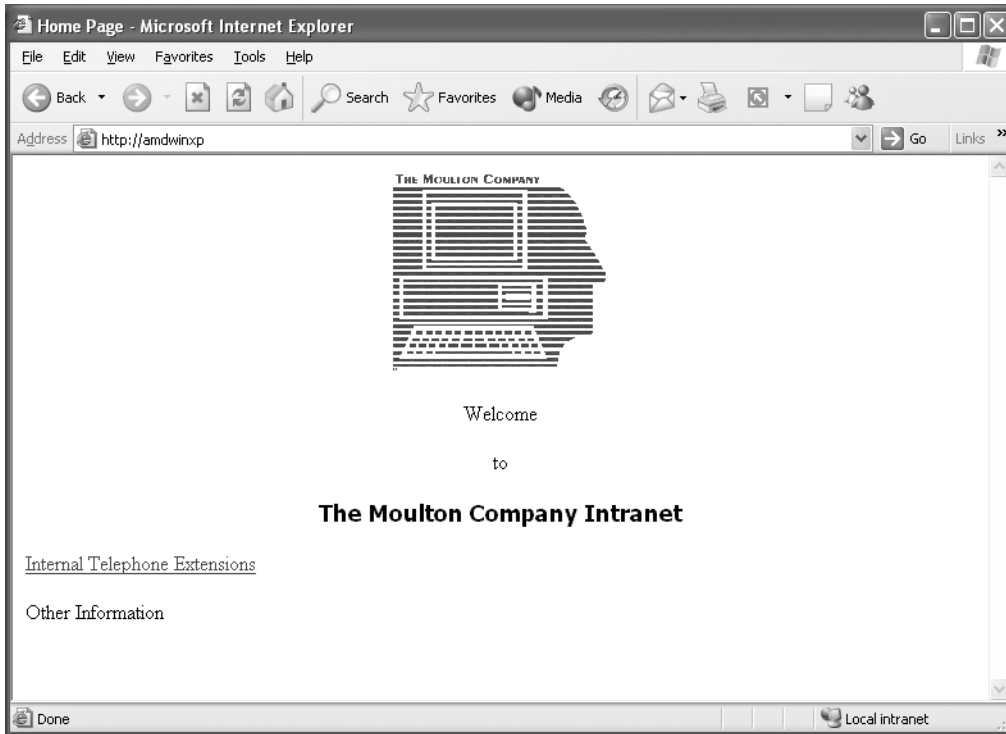 Home Page - Microsoft Internet Explorer
File Edit View Favorites Tools Help
Back Search Favorites Media
Address http://amdwinxp Go Links »
THE MOULTON COMPANY
Welcome
to
The Moulton Company Intranet
Internal Telephone Extensions
Other Information
Done Local intranet